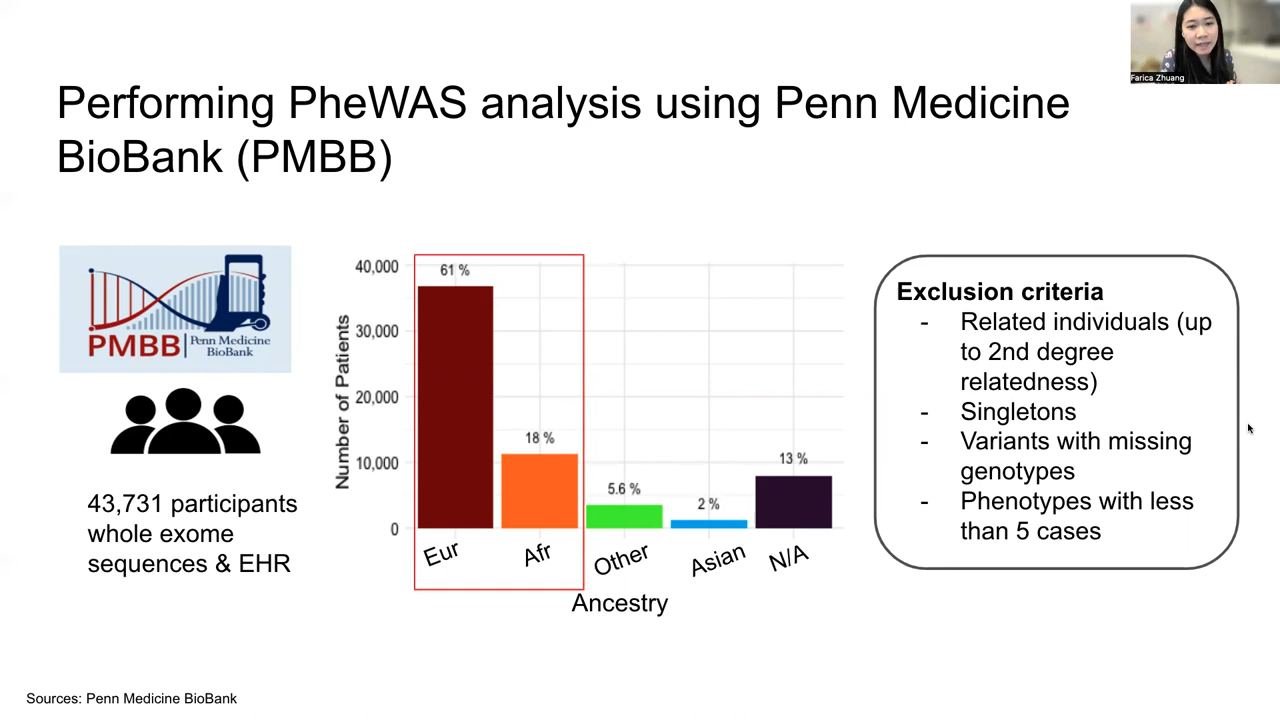 Farica Zhuang
Performing PheWAS analysis using Penn Medicine
BioBank (PMBB)
PMBB
Penn Medicine
BioBank
43,731 participants
whole exome
sequences & EHR
Number of Patients
40,000
30,000
20,000
10,000
0
61 %
18 %
5.6 %
2 %
13 %
Eur
Afr
Other
Asian
N/A
Ancestry
Exclusion criteria
- Related individuals (up
to 2nd degree
relatedness)
- Singletons
- Variants with missing
genotypes
- Phenotypes with less
than 5 cases
Sources: Penn Medicine BioBank